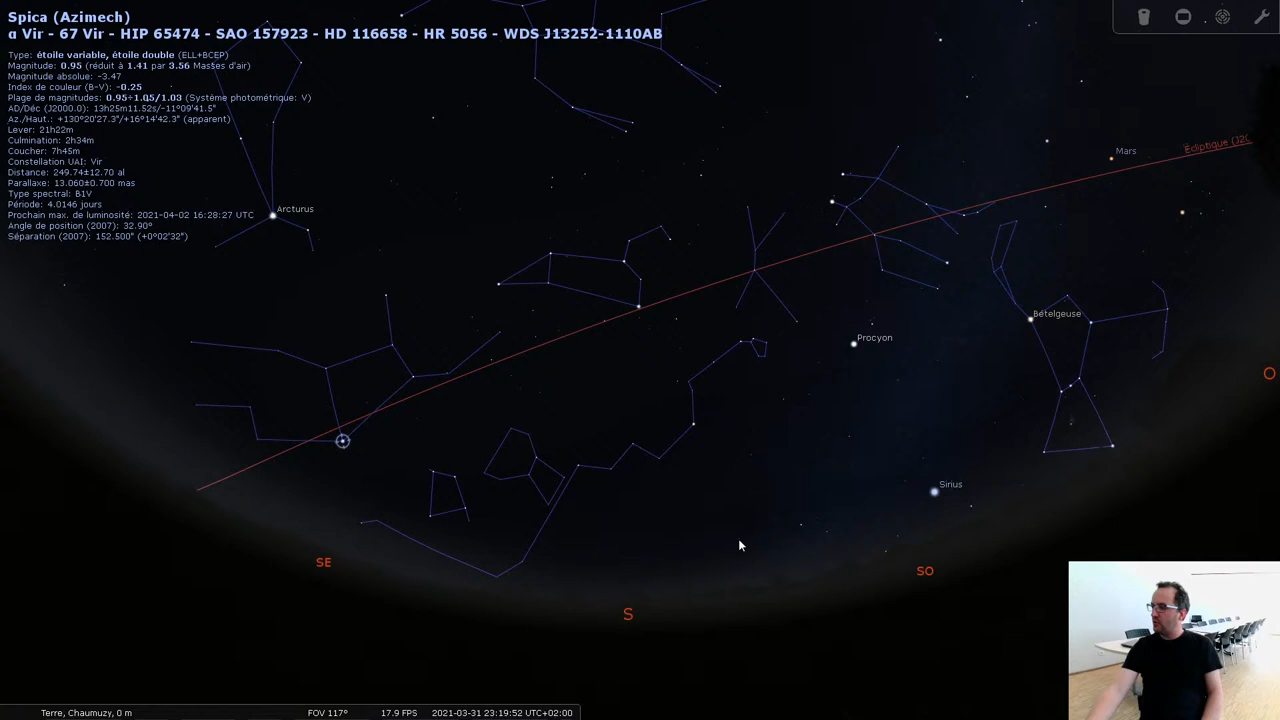 Spica (Azimech)
α Vir - 67 Vir - HIP 65474 - SAO 157923 - HD 116658 - HR 5056 - WDS J13252-1110AB
Type: étoile variable, étoile double (ELL+BCEP)
Magnitude: 0.95 (réduit à 1.41 par 3.56 Masses d'air)
Magnitude absolue: -3.47
Index de couleur (B-V): -0.25
Plage de magnitudes: 0.95÷1.05/1.03 (Système photométrique: V)
AD/Déc (J2000.0): 13h25m11.52s/-11°09'41.5"
Az./Haut.: +130°20'27.3"/+16°14'42.3" (apparent)
Lever: 21h22m
Culmination: 2h34m
Coucher: 7h45m
Constellation UAI: Vir
Distance: 249.74±12.70 al
Parallaxe: 13.060±0.700 mas
Type spectral: B1V
Période: 4.0146 jours
Prochain max. de luminosité: 2021-04-02 16:28:27 UTC
Angle de position (2007): 32.90°
Séparation (2007): 152.500" (+0°02'32")
Écliptique (J20
Mars
Arcturus
Bételgeuse
Procyon
O
Sirius
SE
SO
S
Terre, Chaumuzy, 0 m FOV 117° 17.9 FPS 2021-03-31 23:19:52 UTC+02:00